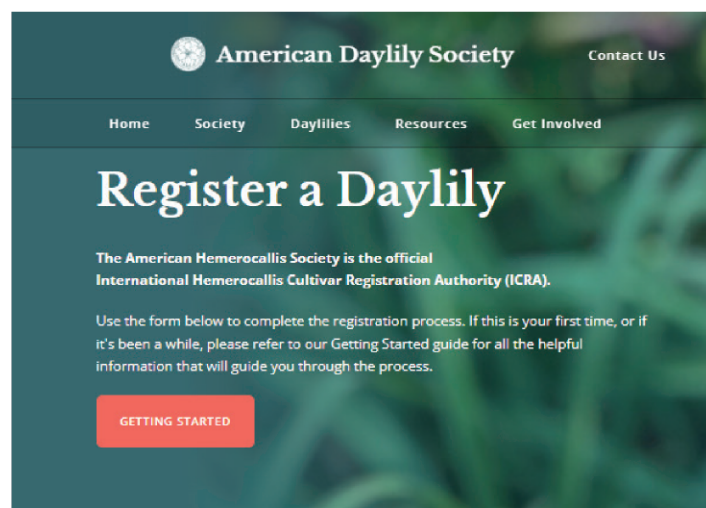 American Daylily Society
Contact Us
Home Society Daylilies Resources Get Involved
Register a Daylily
The American Hemerocallis Society is the official
International Hemerocallis Cultivar Registration Authority (ICRA).
Use the form below to complete the registration process. If this is your first time, or if
it's been a while, please refer to our Getting Started guide for all the helpful
information that will guide you through the process.
GETTING STARTED